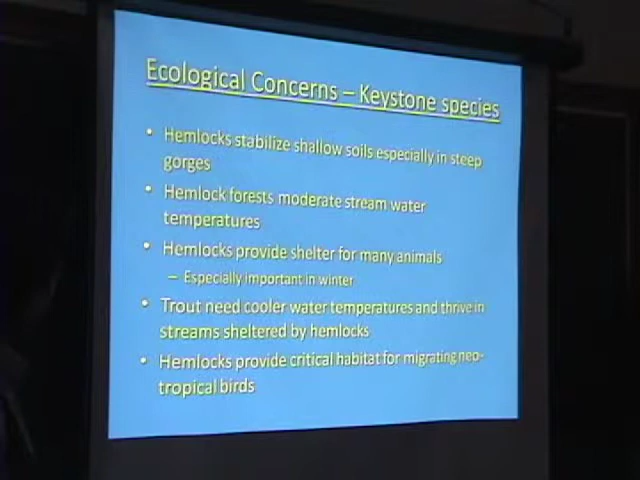 Ecological Concerns – Keystone species
• Hemlocks stabilize shallow soils especially in steep
gorges
• Hemlock forests moderate stream water
temperatures
• Hemlocks provide shelter for many animals
– Especially important in winter
• Trout need cooler water temperatures and thrive in
streams sheltered by hemlocks
• Hemlocks provide critical habitat for migrating neo-
tropical birds